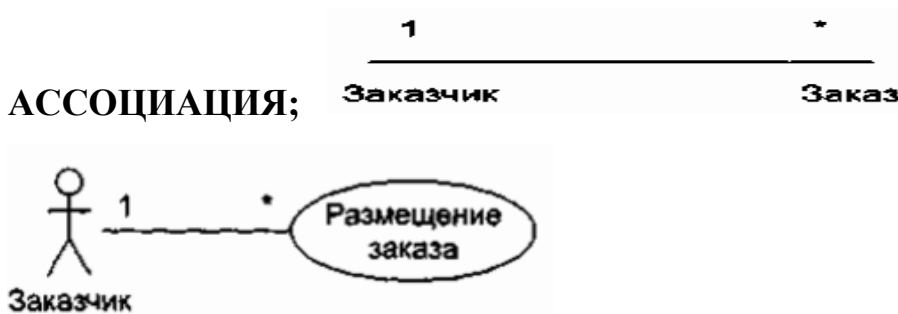 1 *
АССОЦИАЦИЯ; Заказчик Заказ
1 * Размещение
заказа
Заказчик